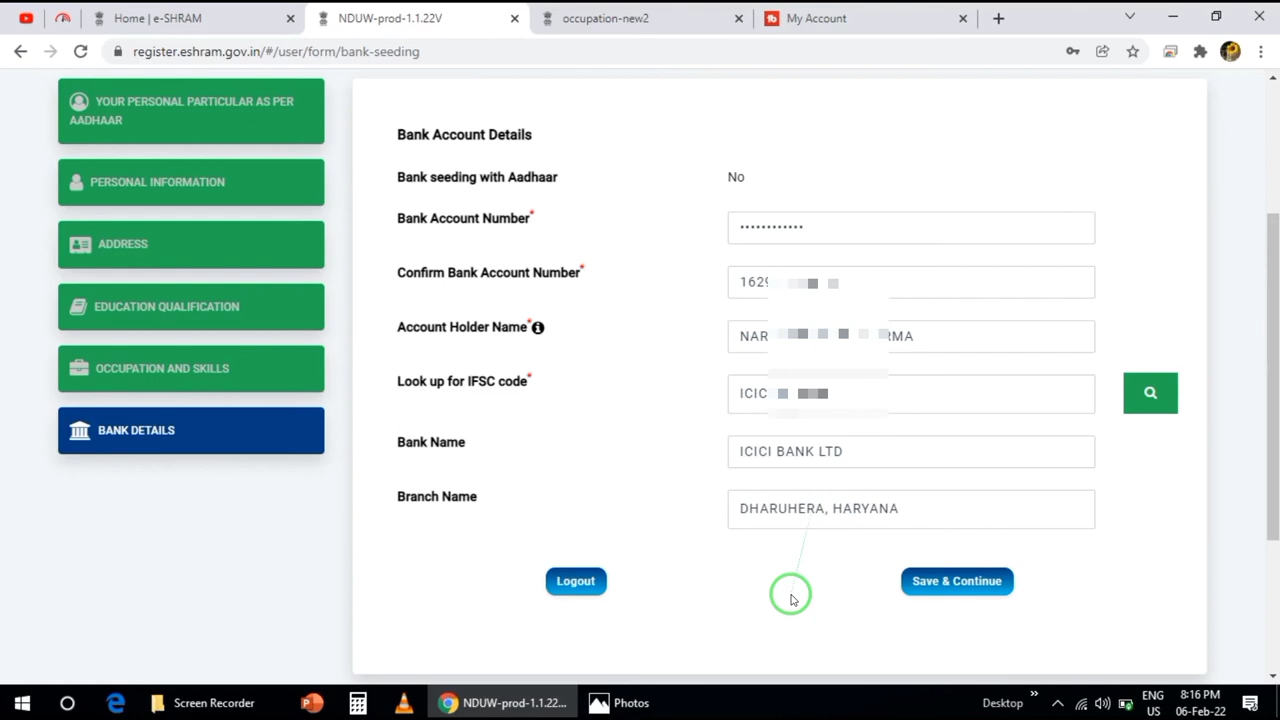 Home | e-SHRAM
NDUW-prod-1.1.22V
occupation-new2
My Account
register.eshram.gov.in/#/user/form/bank-seeding
YOUR PERSONAL PARTICULAR AS PER
AADHAAR
PERSONAL INFORMATION
ADDRESS
EDUCATION QUALIFICATION
OCCUPATION AND SKILLS
BANK DETAILS
Bank Account Details
Bank seeding with Aadhaar No
Bank Account Number* ••••••••••••
Confirm Bank Account Number* 1629
Account Holder Name* NAR RMA
Look up for IFSC code* ICIC
Bank Name ICICI BANK LTD
Branch Name DHARUHERA, HARYANA
Logout Save & Continue
Screen Recorder
NDUW-prod-1.1.22...
Photos
Desktop
ENG
US
8:16 PM
06-Feb-22